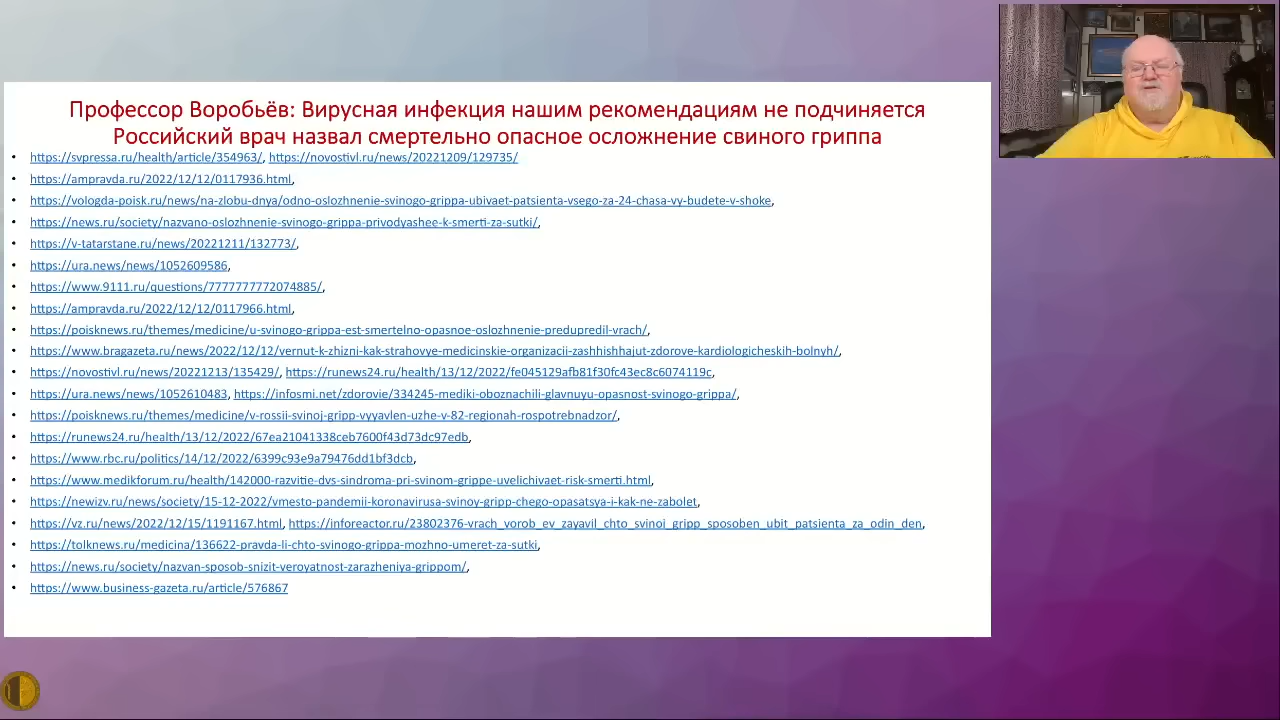 Профессор Воробьёв: Вирусная инфекция нашим рекомендациям не подчиняется
Российский врач назвал смертельно опасное осложнение свиного гриппа
• https://svpressa.ru/health/article/354963/, https://novostivl.ru/news/20221209/129735/
• https://ampravda.ru/2022/12/12/0117936.html,
• https://vologda-poisk.ru/news/na-zlobu-dnya/odno-oslozhnenie-svinogo-grippa-ubivaet-patsienta-vsego-za-24-chasa-vy-budete-v-shoke,
• https://news.ru/society/nazvano-oslozhnenie-svinogo-grippa-privodyashee-k-smerti-za-sutki/,
• https://v-tatarstane.ru/news/20221211/132773/,
• https://ura.news/news/1052609586,
• https://www.9111.ru/questions/7777777772074885/,
• https://ampravda.ru/2022/12/12/0117966.html,
• https://poisknews.ru/themes/medicine/u-svinogo-grippa-est-smertelno-opasnoe-oslozhnenie-predupredil-vrach/,
• https://www.bragazeta.ru/news/2022/12/12/vernut-k-zhizni-kak-strahovye-medicinskie-organizacii-zashhishhajut-zdorove-kardiologicheskih-bolnyh/,
• https://novostivl.ru/news/20221213/135429/, https://runews24.ru/health/13/12/2022/fe045129afb81f30fc43ec8c6074119c,
• https://ura.news/news/1052610483, https://infosmi.net/zdorovie/334245-mediki-oboznachili-glavnuyu-opasnost-svinogo-grippa/,
• https://poisknews.ru/themes/medicine/v-rossii-svinoj-gripp-vyyavlen-uzhe-v-82-regionah-rospotrebnadzor/,
• https://runews24.ru/health/13/12/2022/67ea21041338ceb7600f43d73dc97edb,
• https://www.rbc.ru/politics/14/12/2022/6399c93e9a79476dd1bf3dcb,
• https://www.medikforum.ru/health/142000-razvitie-dvs-sindroma-pri-svinom-grippe-uvelichivaet-risk-smerti.html,
• https://newizv.ru/news/society/15-12-2022/vmesto-pandemii-koronavirusa-svinoy-gripp-chego-opasatsya-i-kak-ne-zabolet,
• https://vz.ru/news/2022/12/15/1191167.html, https://inforeactor.ru/23802376-vrach_vorob_ev_zayavil_chto_svinoi_gripp_sposoben_ubit_patsienta_za_odin_den,
• https://tolknews.ru/medicina/136622-pravda-li-chto-svinogo-grippa-mozhno-umeret-za-sutki,
• https://news.ru/society/nazvan-sposob-snizit-veroyatnost-zarazheniya-grippom/,
• https://www.business-gazeta.ru/article/576867